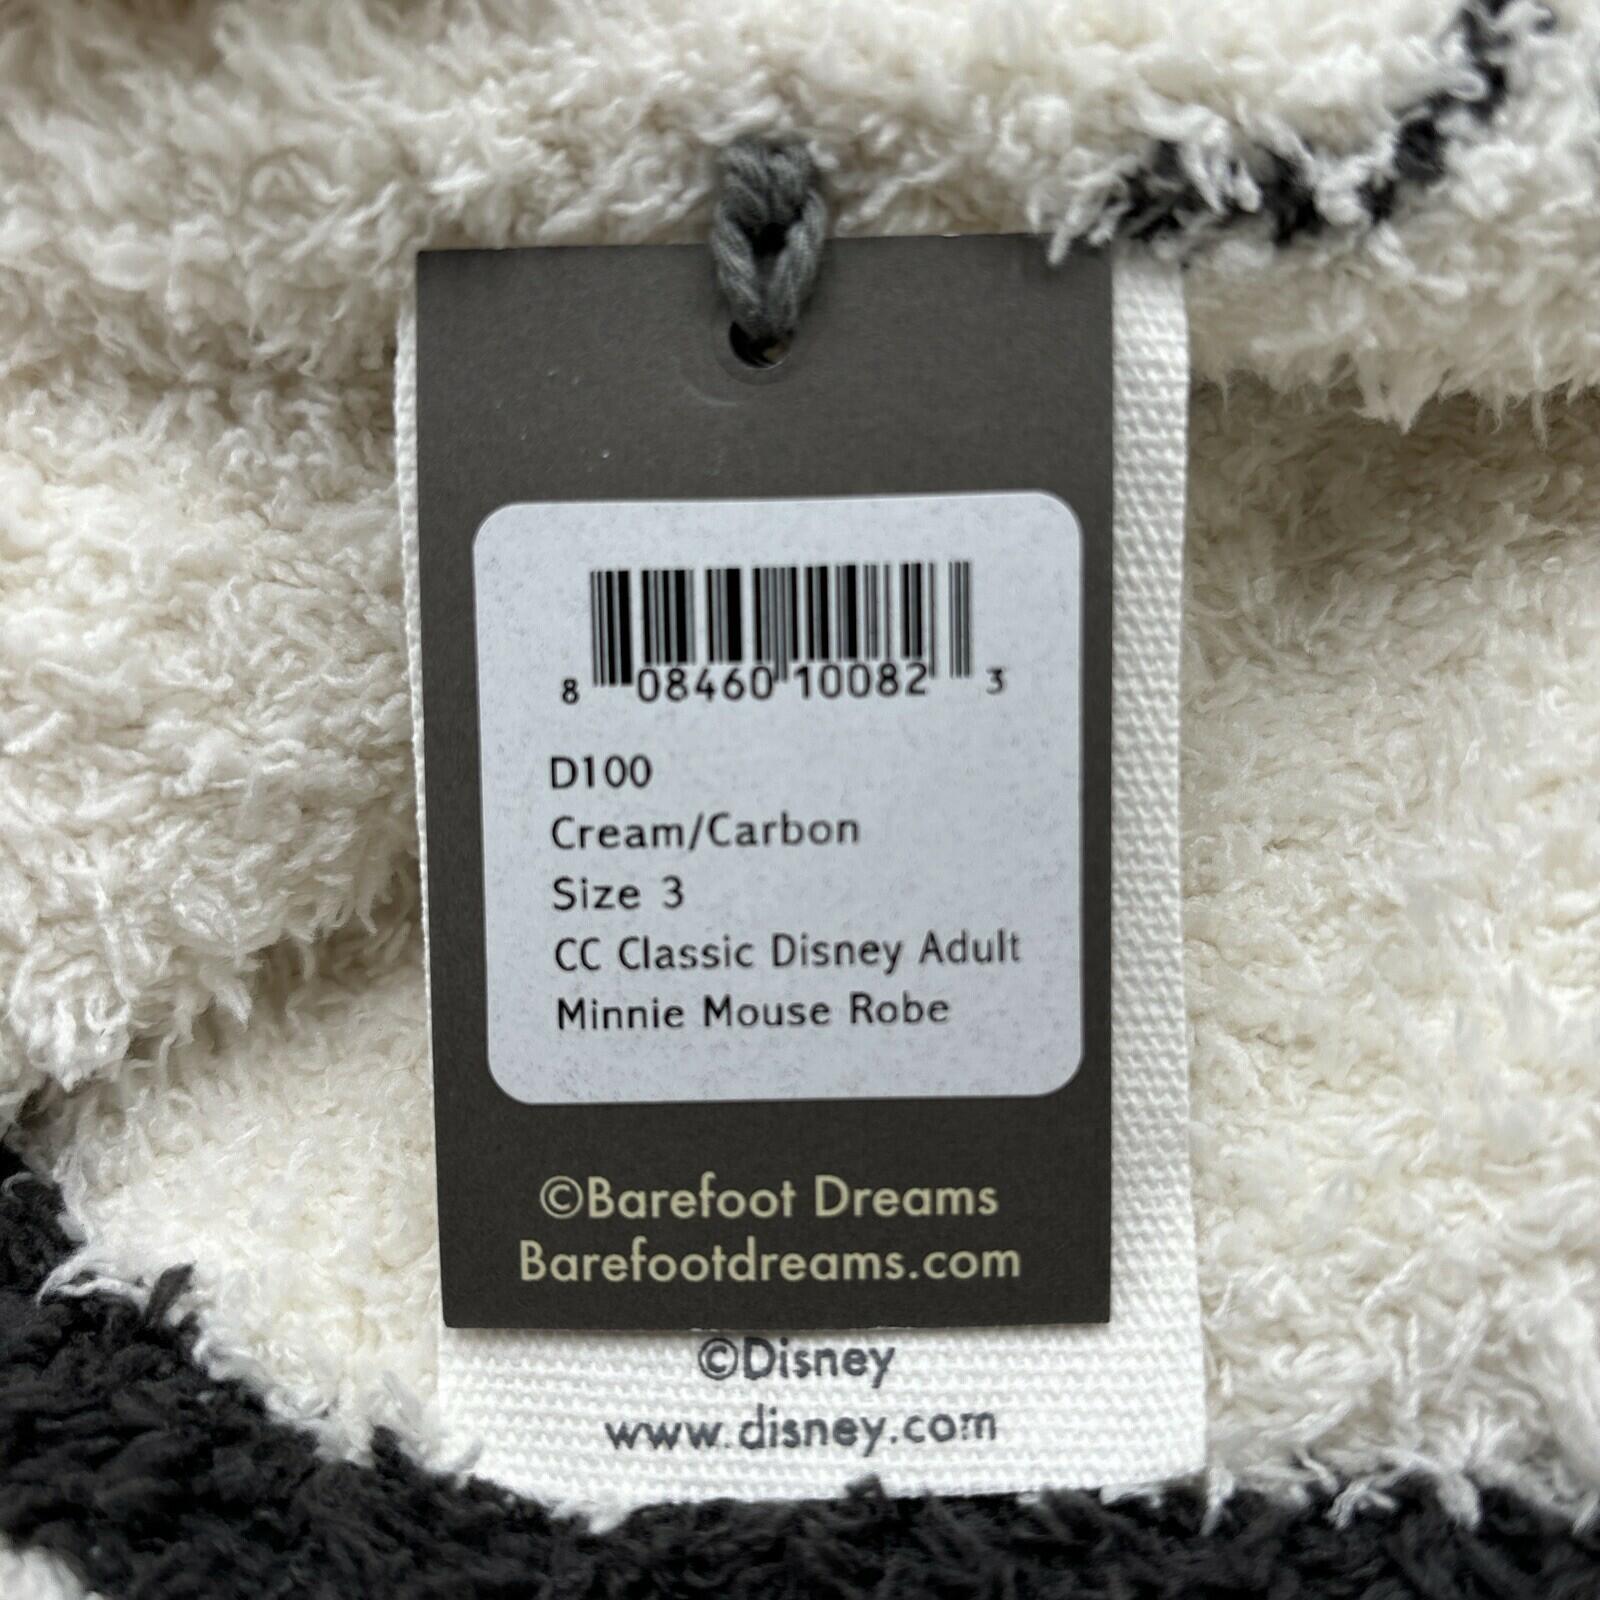 8 08460 10082 3
D100
Cream/Carbon
Size 3
CC Classic Disney Adult
Minnie Mouse Robe
©Barefoot Dreams
Barefootdreams.com
©Disney
www.disney.com